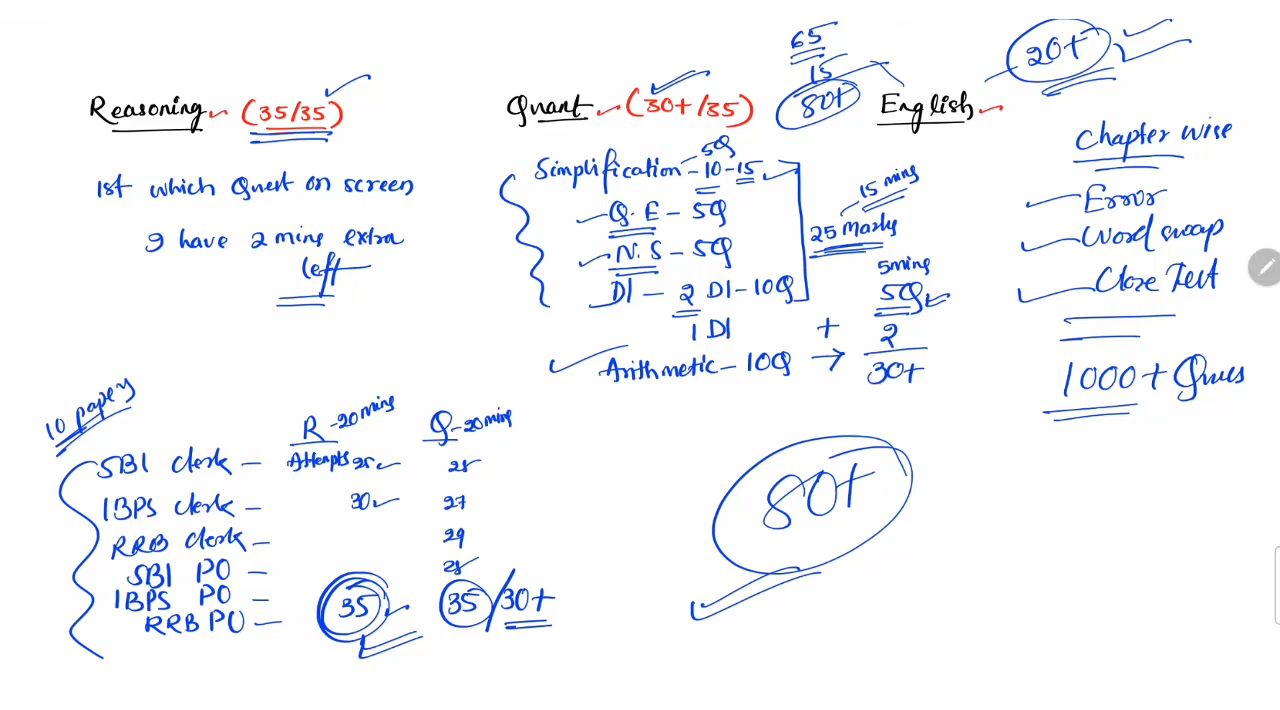 Reasoning (35/35)
1st which Quest on screen
I have 2 mins extra
left
Quant (30+/35)
65
15
80+
Simplification - 10-15
5Q
Q.E - 5Q
N.S - 5Q
DI - 2 DI - 10Q
1 DI
Arithmetic - 10Q →
15 mins
25 Marks
5mins
5Q
+ 2
30+
English
20+
Chapter wise
Error
Word swap
Close Test
1000+ Ques
10 papers
R - 20 mins
Q - 20 mins
SBI clerk - Attempts 25 28
IBPS clerk - 30 27
RRB clerk - 29
SBI PO - 28
IBPS PO -
RRB PO -
35
35/30+
80+